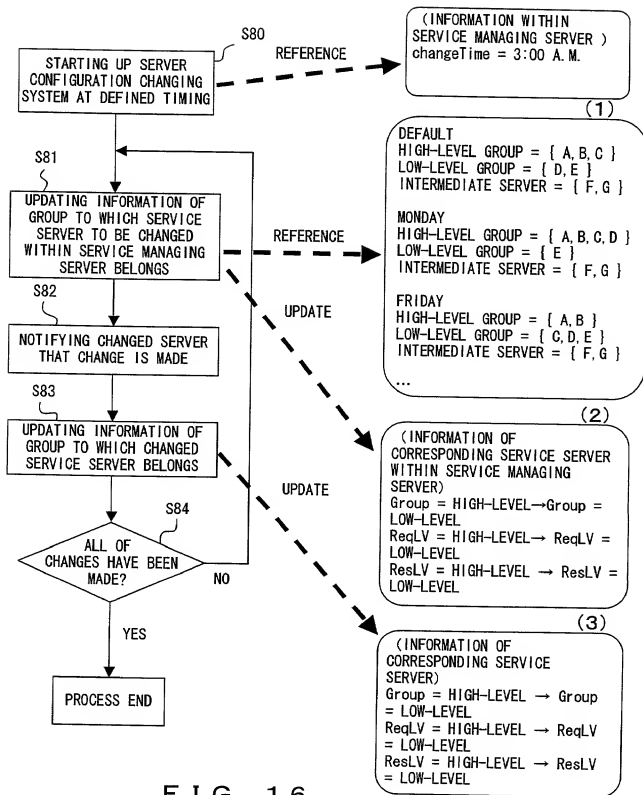 S80
STARTING UP SERVER
CONFIGURATION CHANGING
SYSTEM AT DEFINED TIMING
REFERENCE
(INFORMATION WITHIN
SERVICE MANAGING SERVER )
changeTime = 3:00 A.M.
(1)
S81
UPDATING INFORMATION OF
GROUP TO WHICH SERVICE
SERVER TO BE CHANGED
WITHIN SERVICE MANAGING
SERVER BELONGS
REFERENCE
UPDATE
DEFAULT
HIGH-LEVEL GROUP = { A, B, C }
LOW-LEVEL GROUP = { D, E }
INTERMEDIATE SERVER = { F, G }
MONDAY
HIGH-LEVEL GROUP = { A, B, C, D }
LOW-LEVEL GROUP = { E }
INTERMEDIATE SERVER = { F, G }
FRIDAY
HIGH-LEVEL GROUP = { A, B }
LOW-LEVEL GROUP = { C, D, E }
INTERMEDIATE SERVER = { F, G }
...
(2)
S82
NOTIFYING CHANGED SERVER
THAT CHANGE IS MADE
S83
UPDATING INFORMATION OF
GROUP TO WHICH CHANGED
SERVICE SERVER BELONGS
UPDATE
(INFORMATION OF
CORRESPONDING SERVICE SERVER
WITHIN SERVICE MANAGING
SERVER)
Group = HIGH-LEVEL→Group =
LOW-LEVEL
ReqLV = HIGH-LEVEL → ReqLV =
LOW-LEVEL
ResLV = HIGH-LEVEL → ResLV =
LOW-LEVEL
(3)
S84
ALL OF
CHANGES HAVE BEEN
MADE?
NO
YES
PROCESS END
(INFORMATION OF
CORRESPONDING SERVICE
SERVER)
Group = HIGH-LEVEL → Group
= LOW-LEVEL
ReqLV = HIGH-LEVEL → ReqLV
= LOW-LEVEL
ResLV = HIGH-LEVEL → ResLV
= LOW-LEVEL
FIG. 16